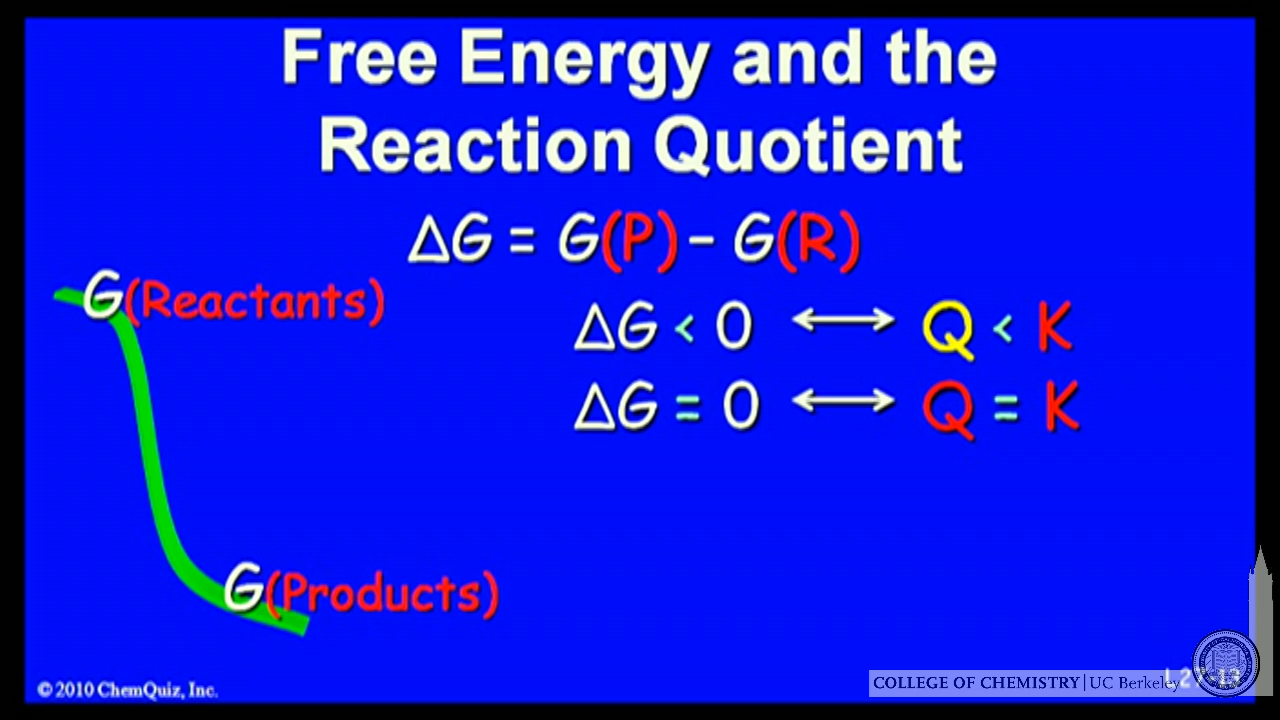 Free Energy and the
Reaction Quotient
ΔG = G(P) – G(R)
G(Reactants)
ΔG < 0 ⟷ Q < K
ΔG = 0 ⟷ Q = K
G(Products)
© 2010 ChemQuiz, Inc.
COLLEGE OF CHEMISTRY | UC Berkeley